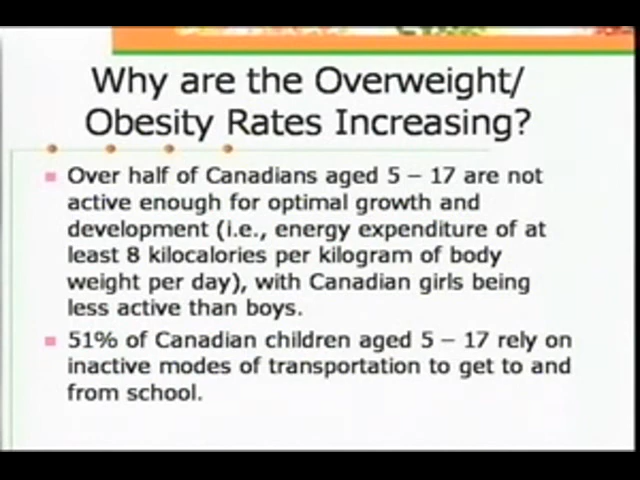 Why are the Overweight/
Obesity Rates Increasing?
Over half of Canadians aged 5 – 17 are not
active enough for optimal growth and
development (i.e., energy expenditure of at
least 8 kilocalories per kilogram of body
weight per day), with Canadian girls being
less active than boys.
51% of Canadian children aged 5 – 17 rely on
inactive modes of transportation to get to and
from school.